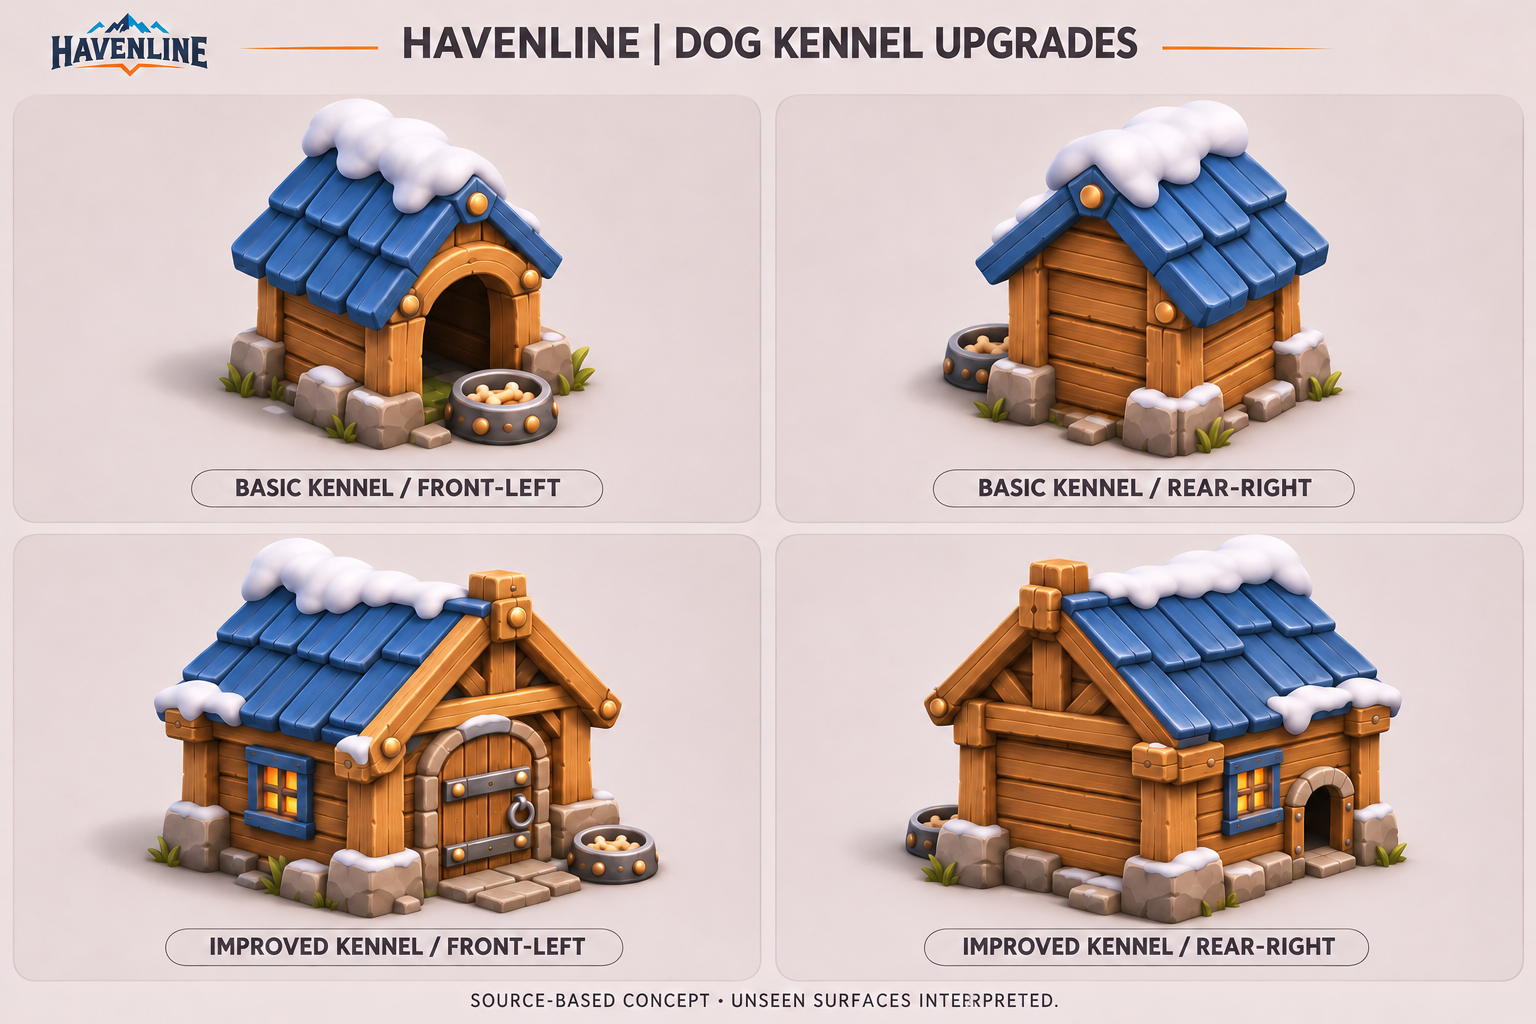 HAVENLINE
HAVENLINE | DOG KENNEL UPGRADES
BASIC KENNEL / FRONT-LEFT
BASIC KENNEL / REAR-RIGHT
IMPROVED KENNEL / FRONT-LEFT
IMPROVED KENNEL / REAR-RIGHT
SOURCE-BASED CONCEPT • UNSEEN SURFACES INTERPRETED.